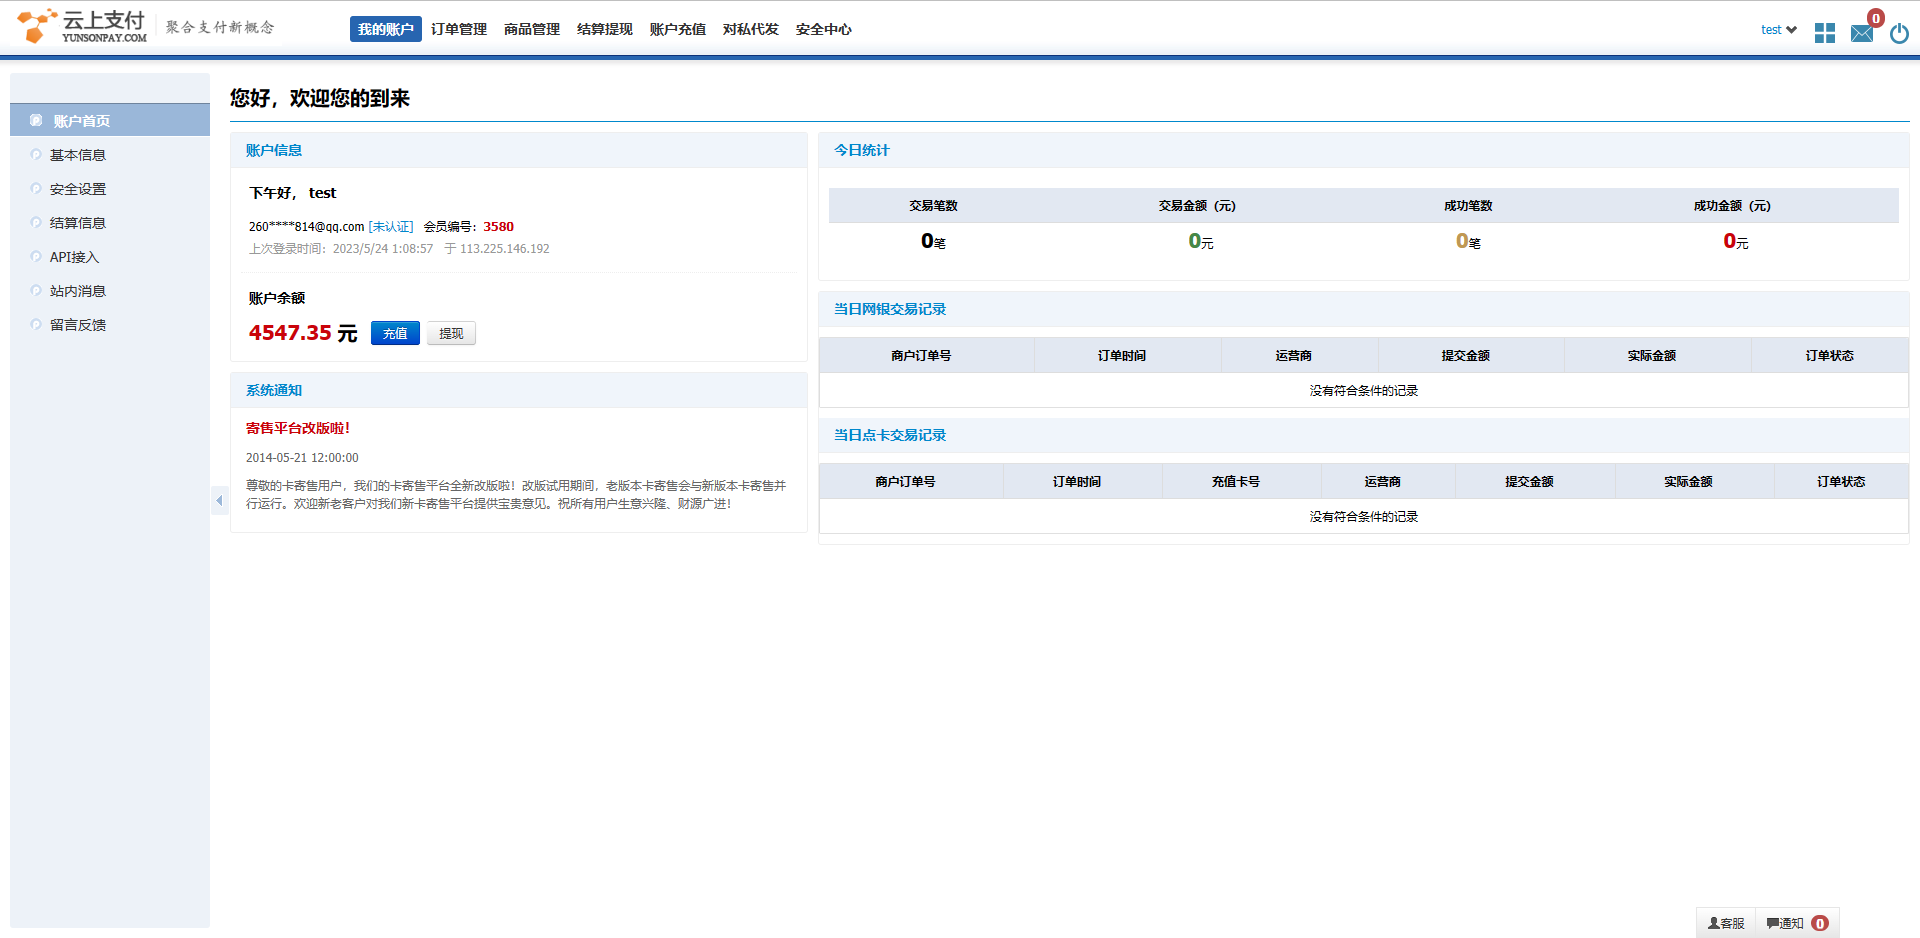 云上支付
YUNSONPAY.COM
聚合支付新概念
我的账户 订单管理 商品管理 结算提现 账户充值 对私代发 安全中心
test
0
账户首页
基本信息
安全设置
结算信息
API接入
站内消息
留言反馈
您好，欢迎您的到来
账户信息
下午好， test
260****814@qq.com [未认证] 会员编号：3580
上次登录时间：2023/5/24 1:08:57 于 113.225.146.192
账户余额
4547.35 元 充值 提现
系统通知
寄售平台改版啦！
2014-05-21 12:00:00
尊敬的卡寄售用户，我们的卡寄售平台全新改版啦！改版试用期间，老版本卡寄售会与新版本卡寄售并
行运行。欢迎新老客户对我们新卡寄售平台提供宝贵意见。祝所有用户生意兴隆、财源广进！
今日统计
交易笔数 交易金额（元） 成功笔数 成功金额（元）
0笔 0元 0笔 0元
当日网银交易记录
商户订单号 订单时间 运营商 提交金额 实际金额 订单状态
没有符合条件的记录
当日点卡交易记录
商户订单号 订单时间 充值卡号 运营商 提交金额 实际金额 订单状态
没有符合条件的记录
客服 通知 0